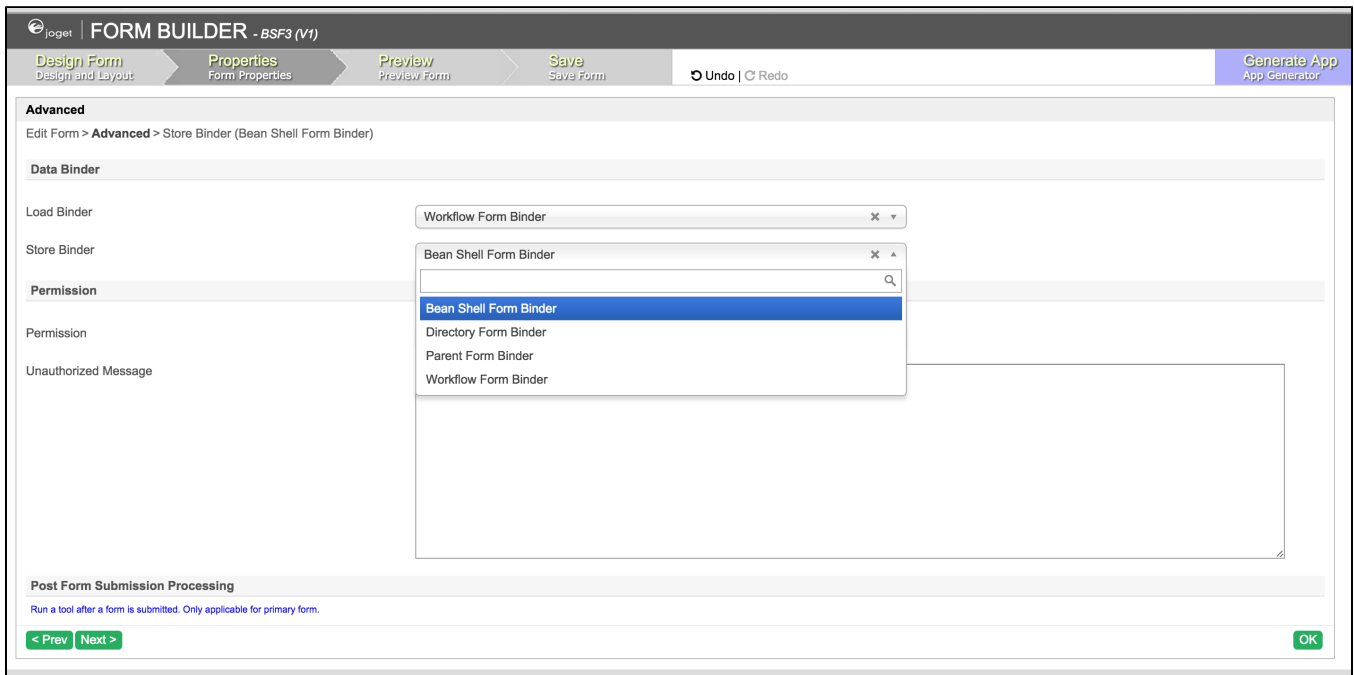 joget | FORM BUILDER - BSF3 (V1)
Design Form Properties Preview Save Generate App
Design and Layout Form Properties Preview Form Save Form Undo | Redo App Generator
Advanced
Edit Form > Advanced > Store Binder (Bean Shell Form Binder)
Data Binder
Load Binder Workflow Form Binder
Store Binder Bean Shell Form Binder
Permission
Bean Shell Form Binder
Permission Directory Form Binder
Parent Form Binder
Unauthorized Message
Workflow Form Binder
Post Form Submission Processing
Run a tool after a form is submitted. Only applicable for primary form.
< Prev Next > OK